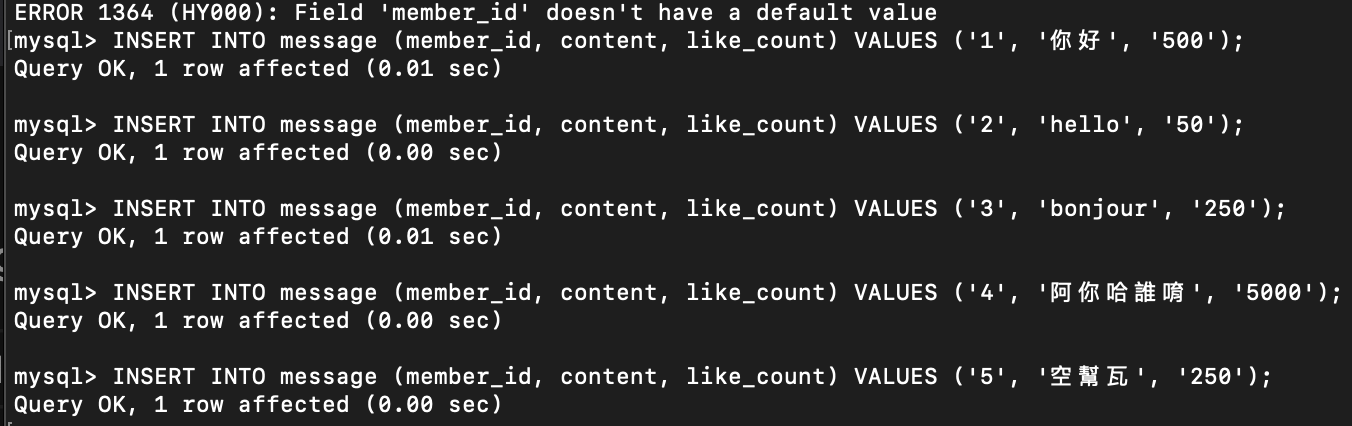 ERROR 1364 (HY000): Field 'member_id' doesn't have a default value
[mysql> INSERT INTO message (member_id, content, like_count) VALUES ('1', '你好', '500');
Query OK, 1 row affected (0.01 sec)
mysql> INSERT INTO message (member_id, content, like_count) VALUES ('2', 'hello', '50');
Query OK, 1 row affected (0.00 sec)
mysql> INSERT INTO message (member_id, content, like_count) VALUES ('3', 'bonjour', '250');
Query OK, 1 row affected (0.01 sec)
mysql> INSERT INTO message (member_id, content, like_count) VALUES ('4', '阿你哈誰唷', '5000');
Query OK, 1 row affected (0.00 sec)
mysql> INSERT INTO message (member_id, content, like_count) VALUES ('5', '空幫瓦', '250');
Query OK, 1 row affected (0.00 sec)